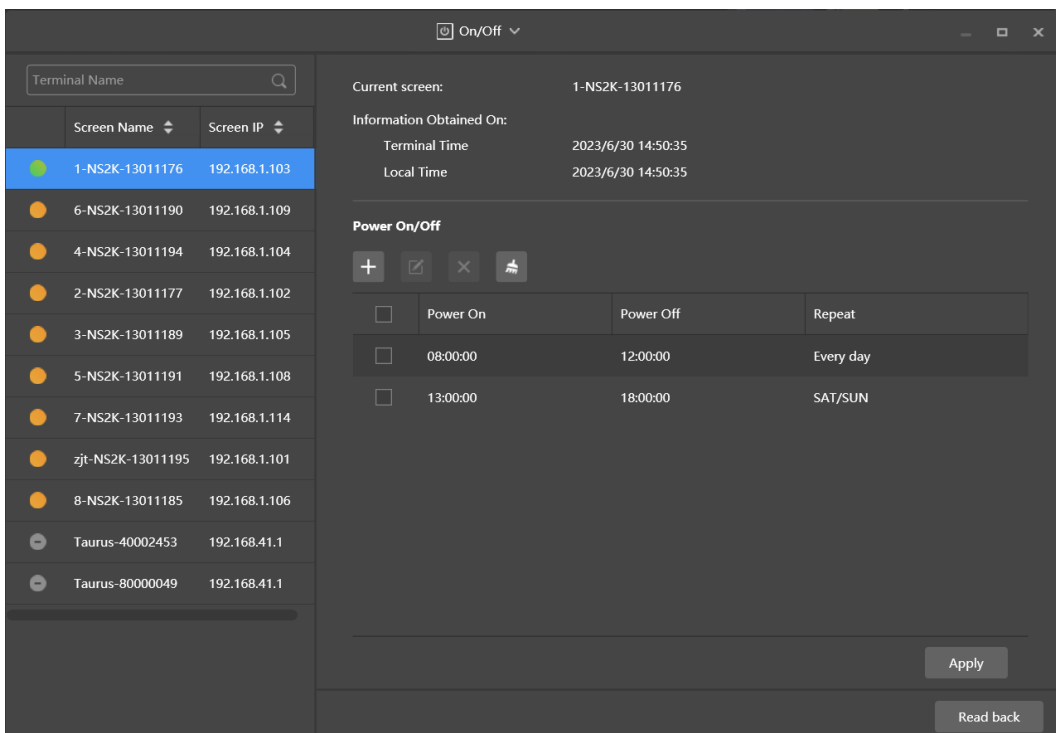 On/Off
Terminal Name
Screen Name Screen IP
1-NS2K-13011176 192.168.1.103
6-NS2K-13011190 192.168.1.109
4-NS2K-13011194 192.168.1.104
2-NS2K-13011177 192.168.1.102
3-NS2K-13011189 192.168.1.105
5-NS2K-13011191 192.168.1.108
7-NS2K-13011193 192.168.1.114
zjt-NS2K-13011195 192.168.1.101
8-NS2K-13011185 192.168.1.106
Taurus-40002453 192.168.41.1
Taurus-80000049 192.168.41.1
Current screen: 1-NS2K-13011176
Information Obtained On:
Terminal Time 2023/6/30 14:50:35
Local Time 2023/6/30 14:50:35
Power On/Off
Power On Power Off Repeat
08:00:00 12:00:00 Every day
13:00:00 18:00:00 SAT/SUN
Apply
Read back